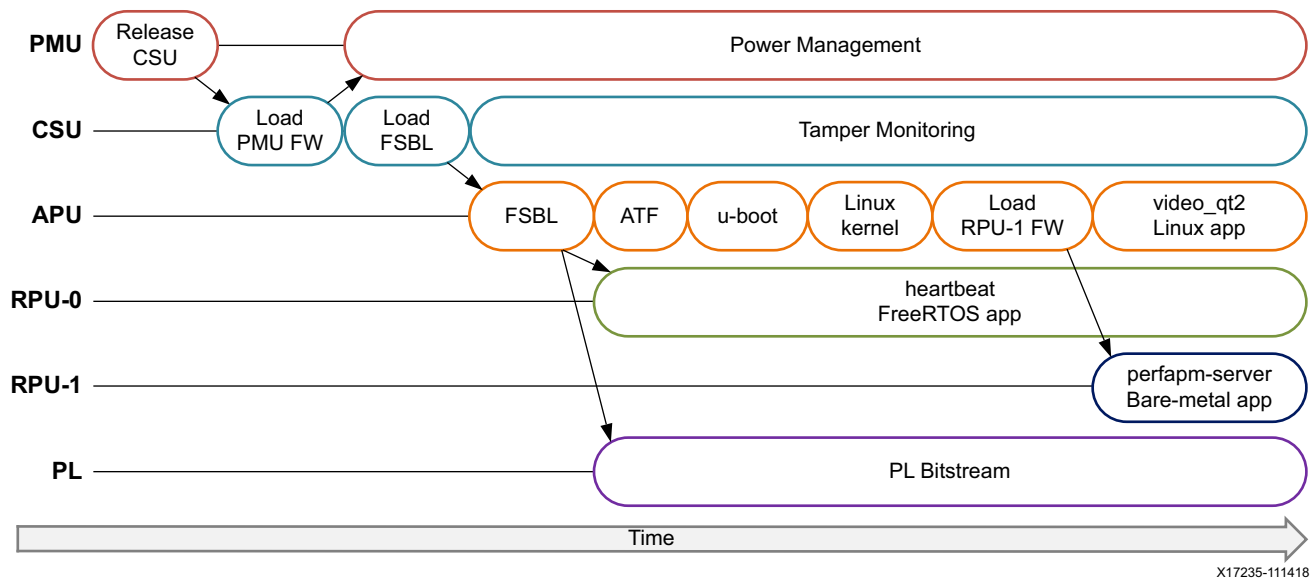 PMU
Release
CSU
Power Management
CSU
Load
PMU FW
Load
FSBL
Tamper Monitoring
APU
FSBL
ATF
u-boot
Linux
kernel
Load
RPU-1 FW
video_qt2
Linux app
RPU-0
heartbeat
FreeRTOS app
RPU-1
perfapm-server
Bare-metal app
PL
PL Bitstream
Time
X17235-111418